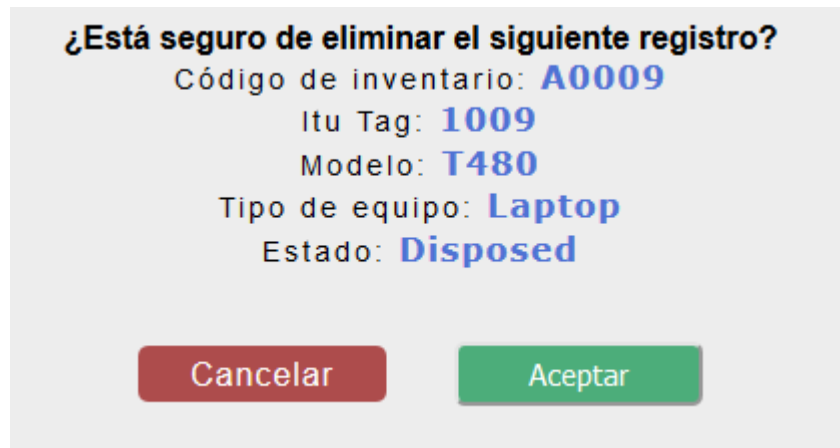 ¿Está seguro de eliminar el siguiente registro?
Código de inventario: A0009
Itu Tag: 1009
Modelo: T480
Tipo de equipo: Laptop
Estado: Disposed
Cancelar Aceptar